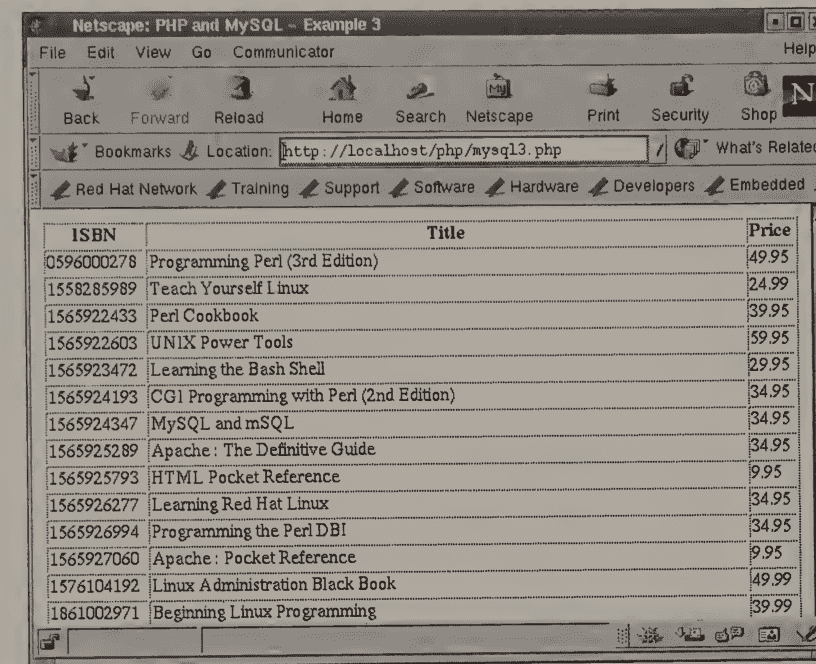 Netscape: PHP and MySQL - Example 3
File Edit View Go Communicator Help
Back Forward Reload Home Search Netscape Print Security Shop N
Bookmarks Location: http://localhost/php/mysql3.php What's Related
Red Hat Network Training Support Software Hardware Developers Embedded
ISBN Title Price
0596000278 Programming Perl (3rd Edition) 49.95
1558285989 Teach Yourself Linux 24.99
1565922433 Perl Cookbook 39.95
1565922603 UNIX Power Tools 59.95
1565923472 Learning the Bash Shell 29.95
1565924193 CGI Programming with Perl (2nd Edition) 34.95
1565924347 MySQL and mSQL 34.95
1565925289 Apache: The Definitive Guide 34.95
1565925793 HTML Pocket Reference 9.95
1565926277 Learning Red Hat Linux 34.95
1565926994 Programming the Perl DBI 34.95
1565927060 Apache: Pocket Reference 9.95
1576104192 Linux Administration Black Book 49.99
1861002971 Beginning Linux Programming 39.99